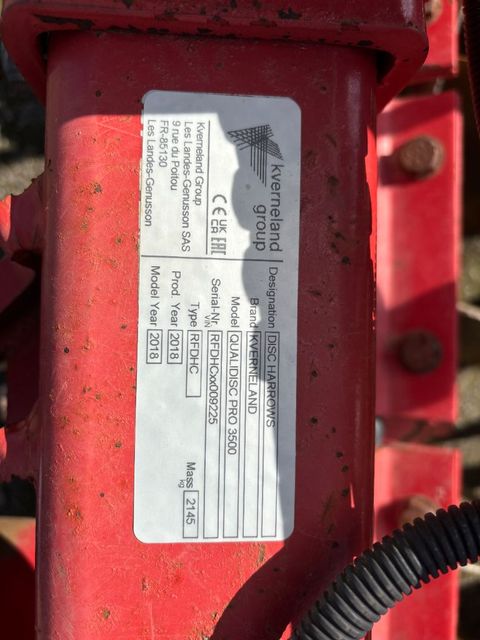 kverneland
group
CE UK CA EAC
Kverneland Group
Les Landes-Genusson SAS
9 rue du Poitou
FR-85130
Les Landes-Genusson
Designation DISC HARROWS
Brand KVERNELAND
Model QUALIDISC PRO 3500
Serial-Nr. RFDHCxx009225
VIN
Type RFDHC Mass 2145
kg
Prod. Year 2018
Model Year 2018